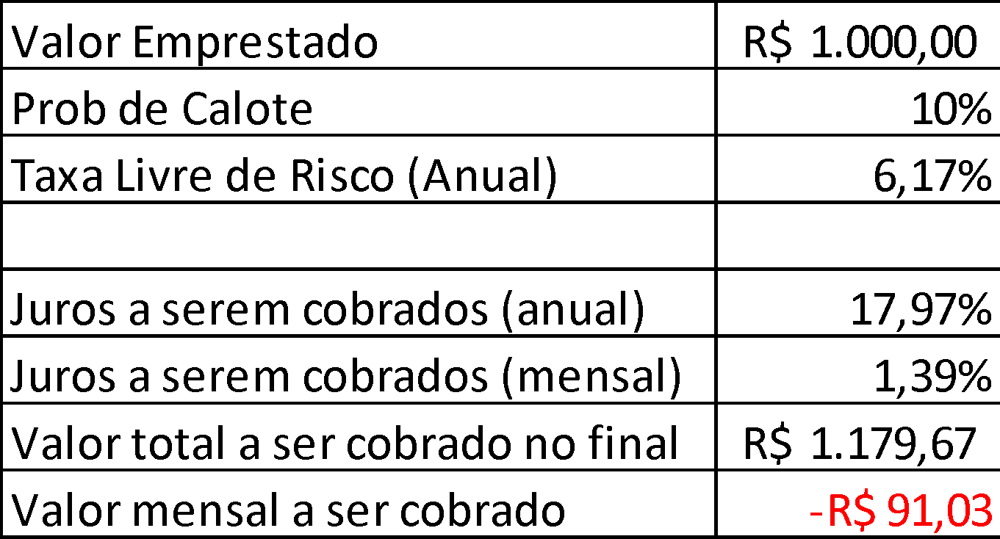 Valor Emprestado R$ 1.000,00
Prob de Calote 10%
Taxa Livre de Risco (Anual) 6,17%
Juros a serem cobrados (anual) 17,97%
Juros a serem cobrados (mensal) 1,39%
Valor total a ser cobrado no final R$ 1.179,67
Valor mensal a ser cobrado -R$ 91,03